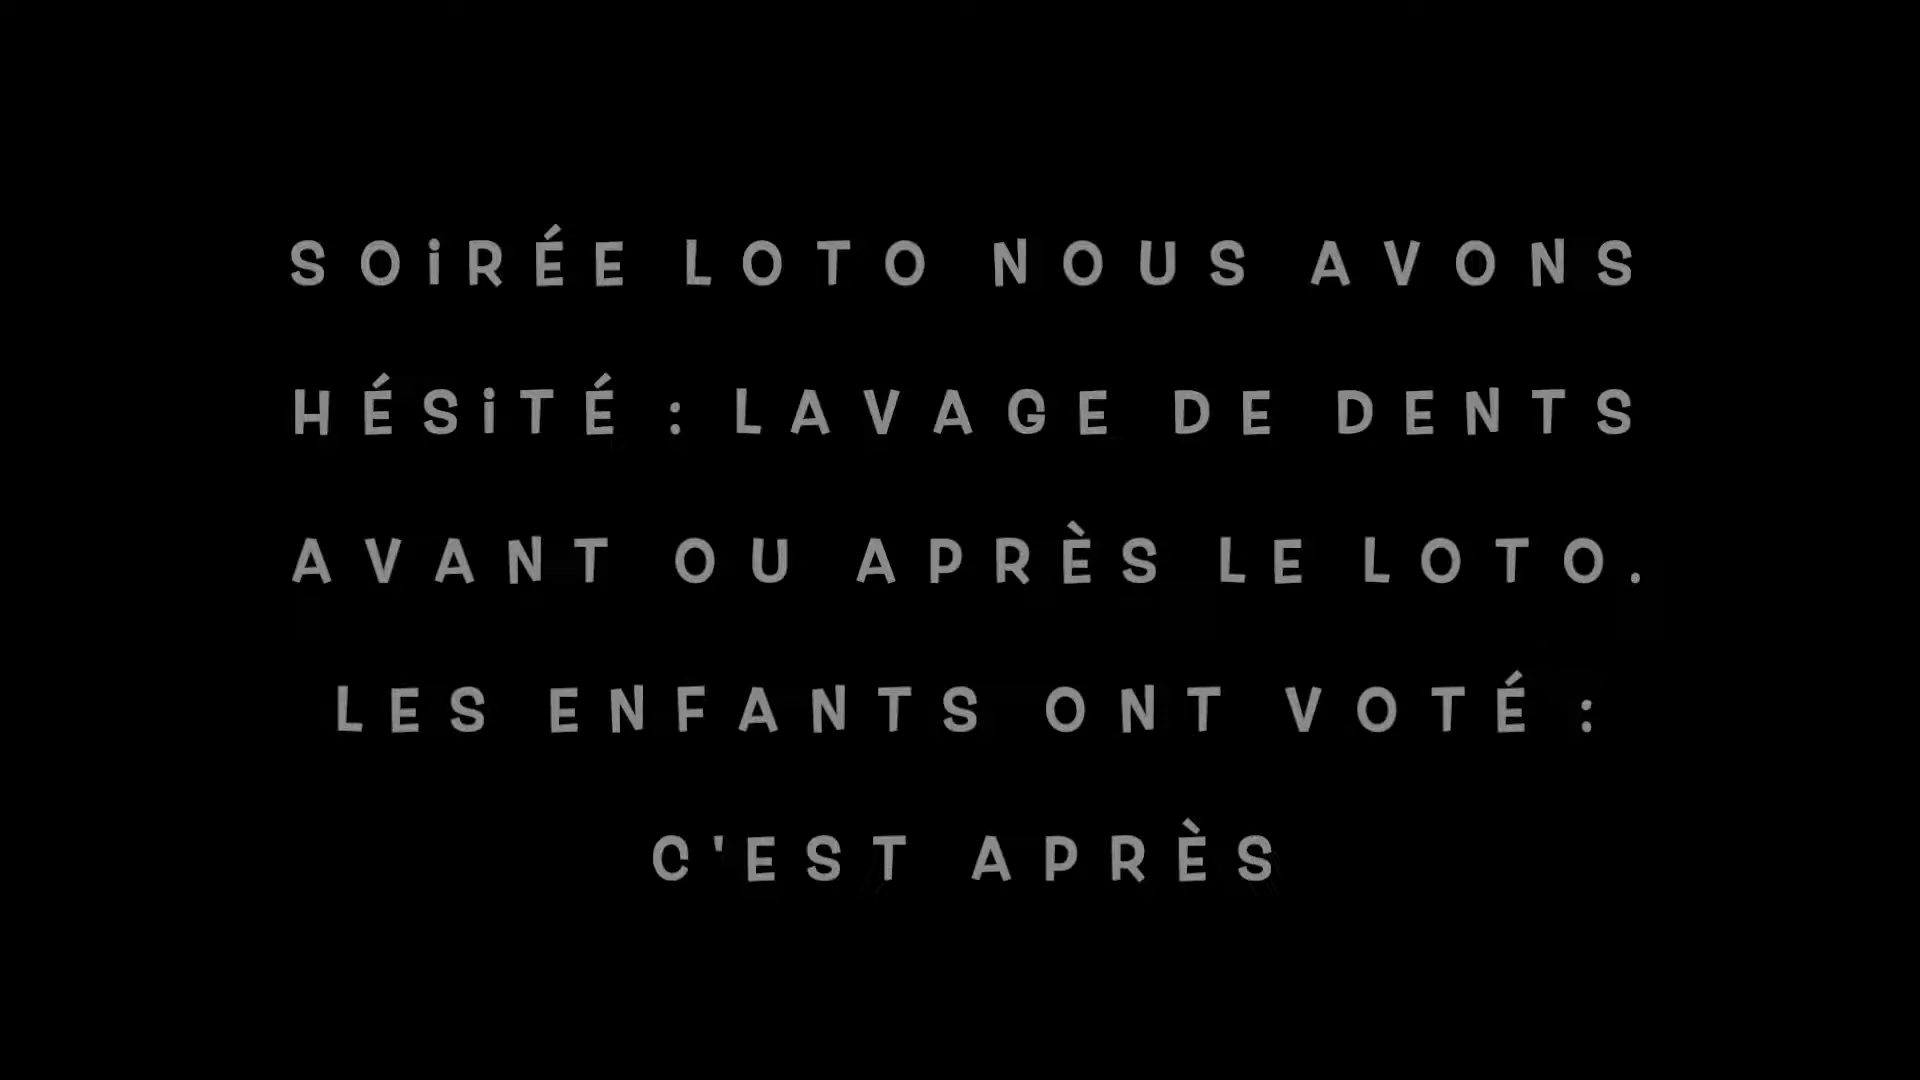 SOiRÉE LOTO NOUS AVONS
HÉSiTÉ : LAVAGE DE DENTS
AVANT OU APRÈS LE LOTO.
LES ENFANTS ONT VOTÉ :
C'EST APRÈS